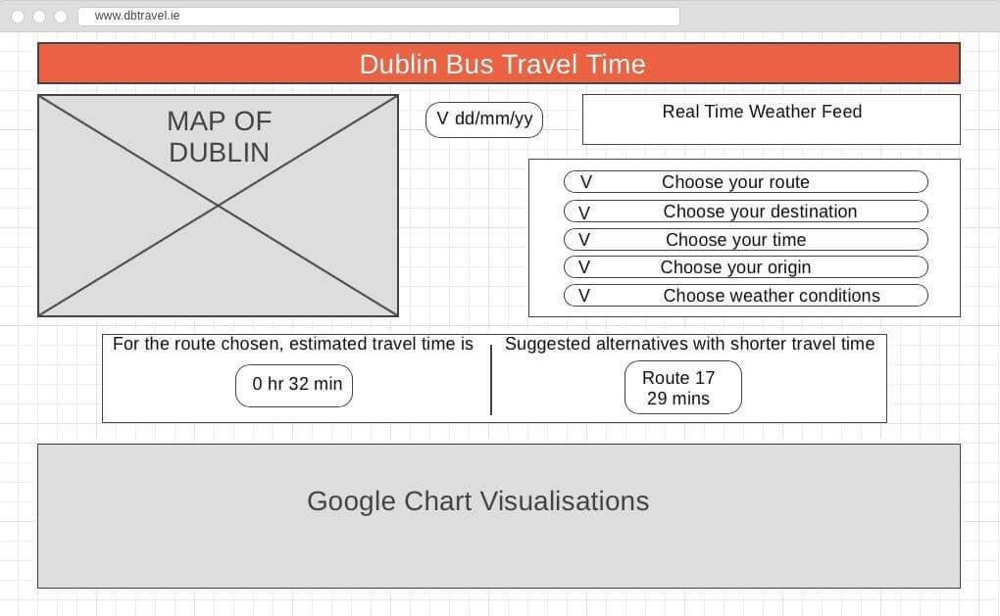 www.dbtravel.ie
Dublin Bus Travel Time
MAP OF
DUBLIN
V dd/mm/yy
Real Time Weather Feed
V Choose your route
V Choose your destination
V Choose your time
V Choose your origin
V Choose weather conditions
For the route chosen, estimated travel time is
0 hr 32 min
Suggested alternatives with shorter travel time
Route 17
29 mins
Google Chart Visualisations